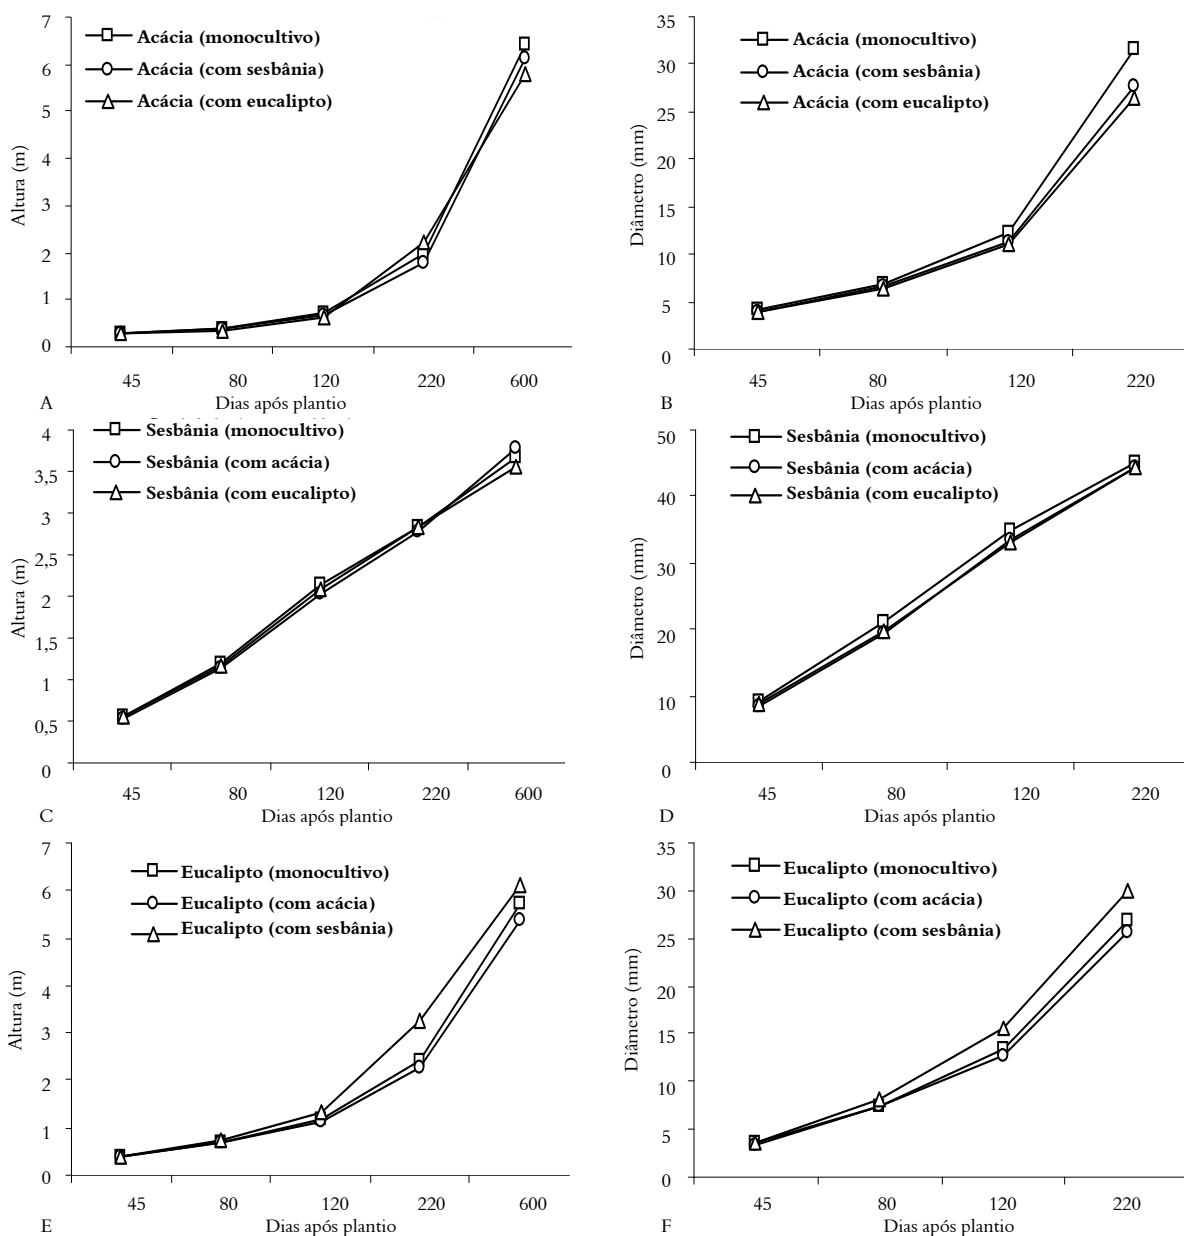 7
6
5
4
3
2
1
0
Altura (m)
Acácia (monocultivo)
Acácia (com sesbânia)
Acácia (com eucalipto)
45 80 120 220 600
A Dias após plantio
35
30
25
20
15
10
5
0
Diâmetro (mm)
Acácia (monocultivo)
Acácia (com sesbânia)
Acácia (com eucalipto)
45 80 120 220
B Dias após plantio
4
3,5
3
2,5
2
1,5
1
0,5
0
Altura (m)
Sesbânia (monocultivo)
Sesbânia (com acácia)
Sesbânia (com eucalipto)
45 80 120 220 600
C Dias após plantio
50
40
30
20
10
0
Diâmetro (mm)
Sesbânia (monocultivo)
Sesbânia (com acácia)
Sesbânia (com eucalipto)
45 80 120 220
D Dias após plantio
7
6
5
4
3
2
1
0
Altura (m)
Eucalipto (monocultivo)
Eucalipto (com acácia)
Eucalipto (com sesbânia)
45 80 120 220 600
E Dias após plantio
35
30
25
20
15
10
5
0
Diâmetro (mm)
Eucalipto (monocultivo)
Eucalipto (com acácia)
Eucalipto (com sesbânia)
45 80 120 220
F Dias após plantio